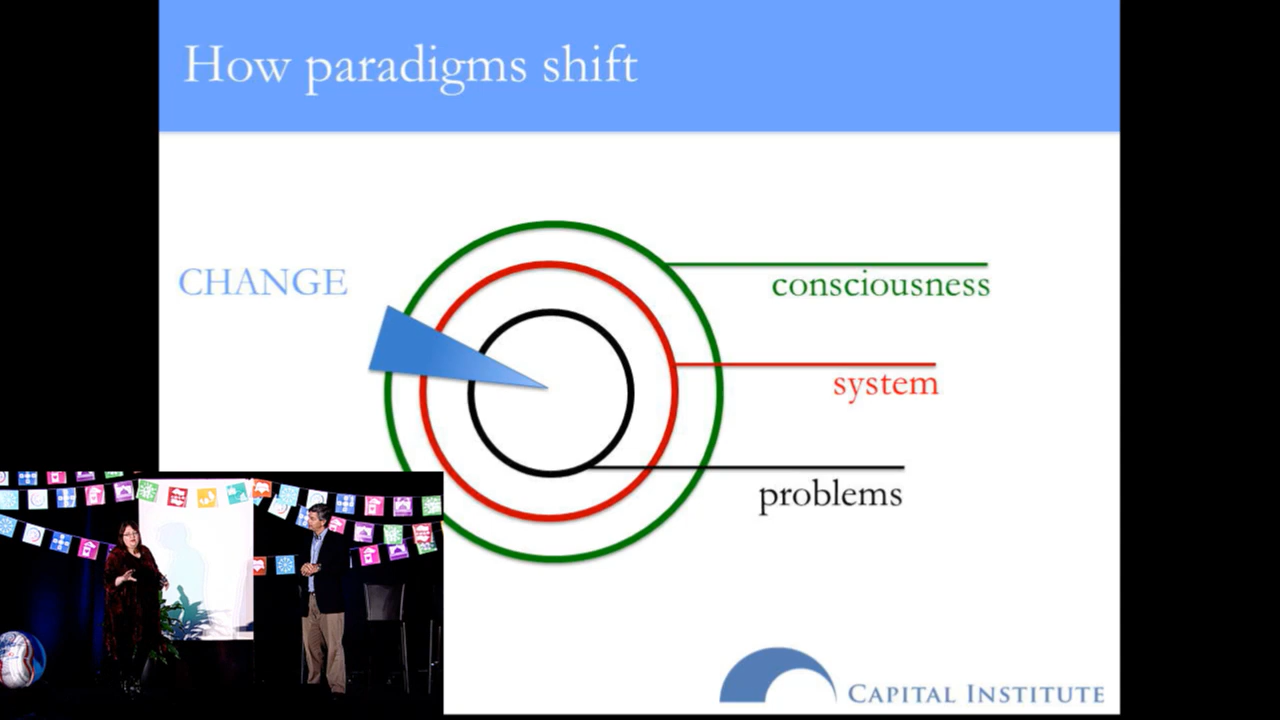 How paradigms shift
CHANGE
consciousness
system
problems
CAPITAL INSTITUTE